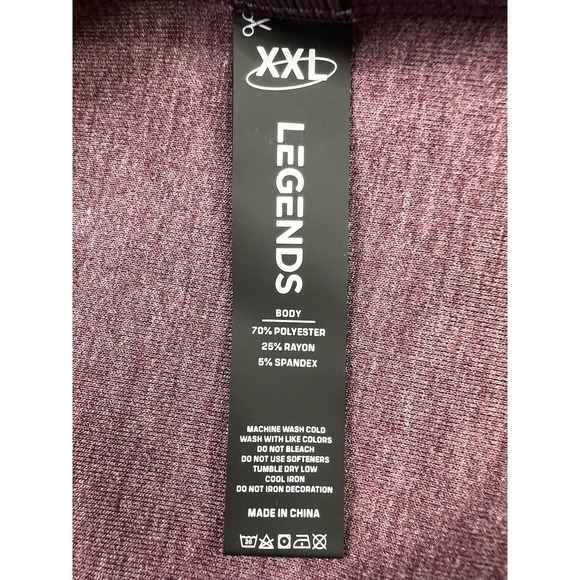 XXL
LEGENDS
BODY
70% POLYESTER
25% RAYON
5% SPANDEX
MACHINE WASH COLD
WASH WITH LIKE COLORS
DO NOT BLEACH
DO NOT USE SOFTENERS
TUMBLE DRY LOW
COOL IRON
DO NOT IRON DECORATION
MADE IN CHINA
30